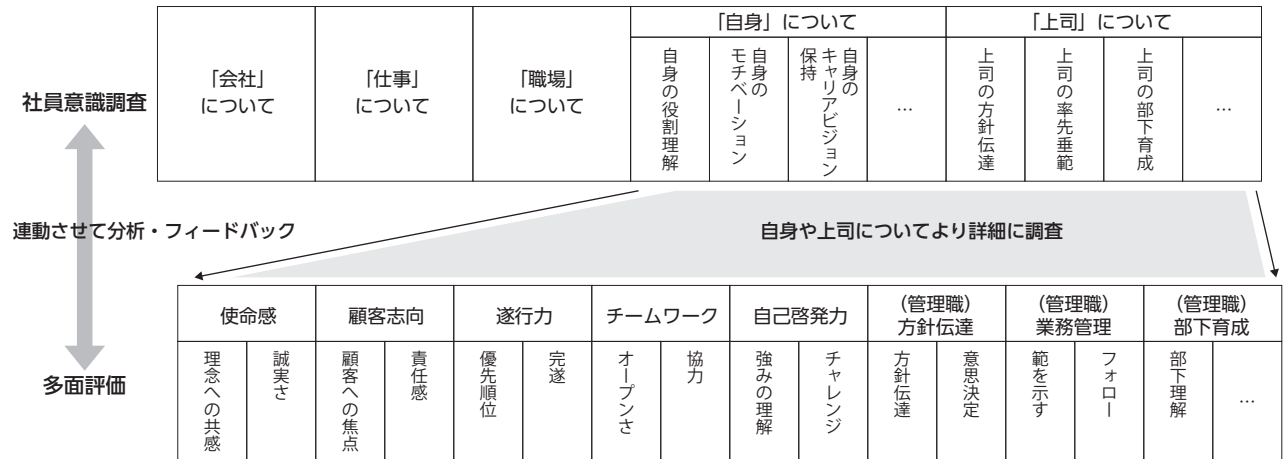 社員意識調査
「会社」
について
「仕事」
について
「職場」
について
「自身」について
自身の役割理解
自身の
モチベーション
自身の
キャリアビジョン
保持
…
「上司」について
上司の方針伝達
上司の率先垂範
上司の部下育成
…
連動させて分析・フィードバック
自身や上司についてより詳細に調査
多面評価
使命感
理念への共感
誠実さ
顧客志向
顧客への焦点
責任感
遂行力
優先順位
完遂
チームワーク
オープンさ
協力
自己啓発力
強みの理解
チャレンジ
(管理職)
方針伝達
方針伝達
意思決定
(管理職)
業務管理
範を示す
フォロー
(管理職)
部下育成
部下理解
…